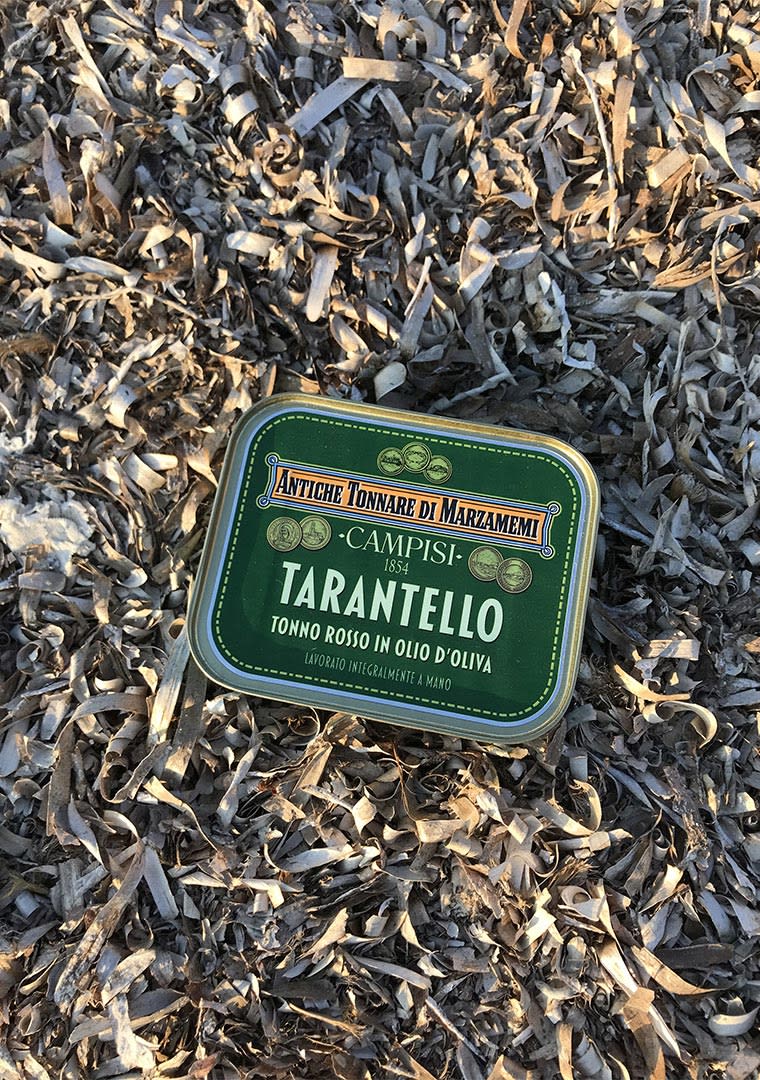 ANTICHE TONNARE DI MARZAMEMI
·CAMPISI·
1854
TARANTELLO
TONNO ROSSO IN OLIO D'OLIVA
LAVORATO INTEGRALMENTE A MANO